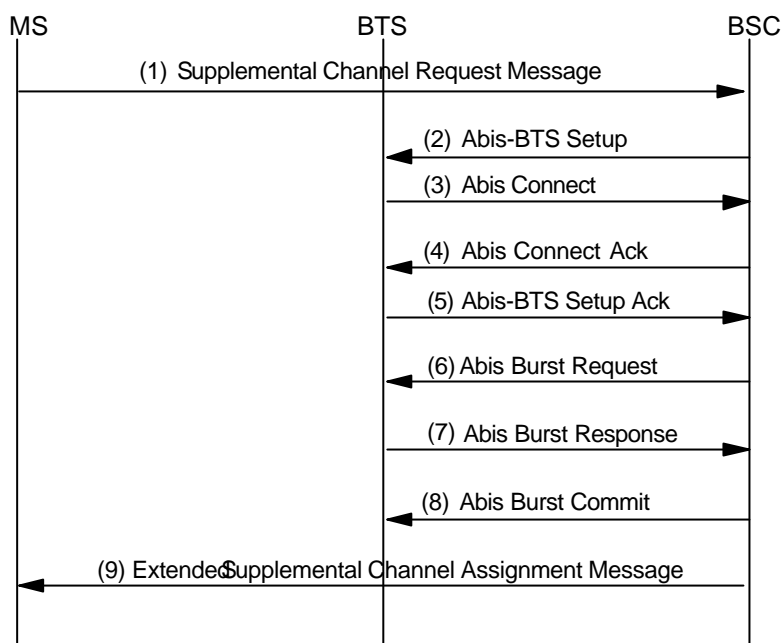 MS BTS BSC
(1) Supplemental Channel Request Message
(2) Abis-BTS Setup
(3) Abis Connect
(4) Abis Connect Ack
(5) Abis-BTS Setup Ack
(6) Abis Burst Request
(7) Abis Burst Response
(8) Abis Burst Commit
(9) Extended Supplemental Channel Assignment Message